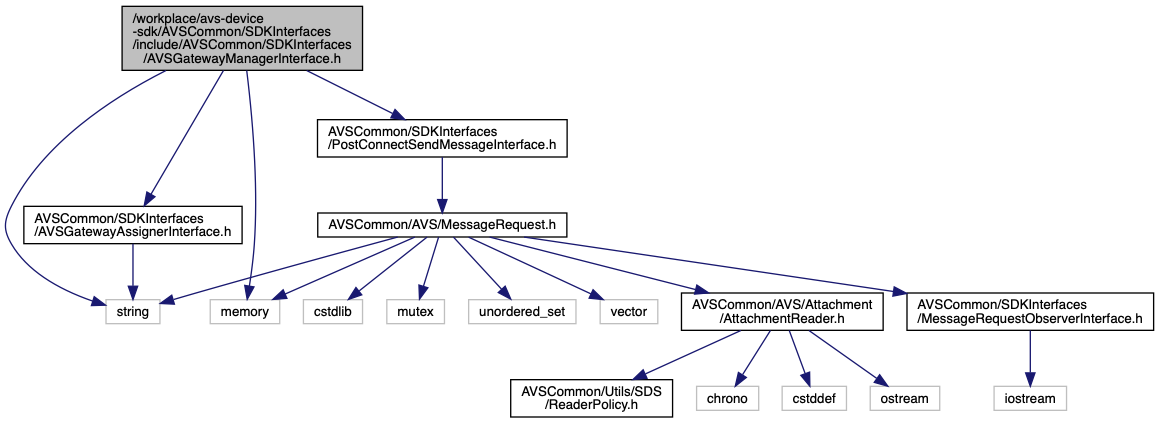 /workplace/avs-device
-sdk/AVSCommon/SDKInterfaces
/include/AVSCommon/SDKInterfaces
/AVSGatewayManagerInterface.h
AVSCommon/SDKInterfaces
/PostConnectSendMessageInterface.h
AVSCommon/SDKInterfaces
/AVSGatewayAssignerInterface.h
AVSCommon/AVS/MessageRequest.h
string
memory
cstdlib
mutex
unordered_set
vector
AVSCommon/AVS/Attachment
/AttachmentReader.h
AVSCommon/SDKInterfaces
/MessageRequestObserverInterface.h
AVSCommon/Utils/SDS
/ReaderPolicy.h
chrono
cstddef
ostream
iostream